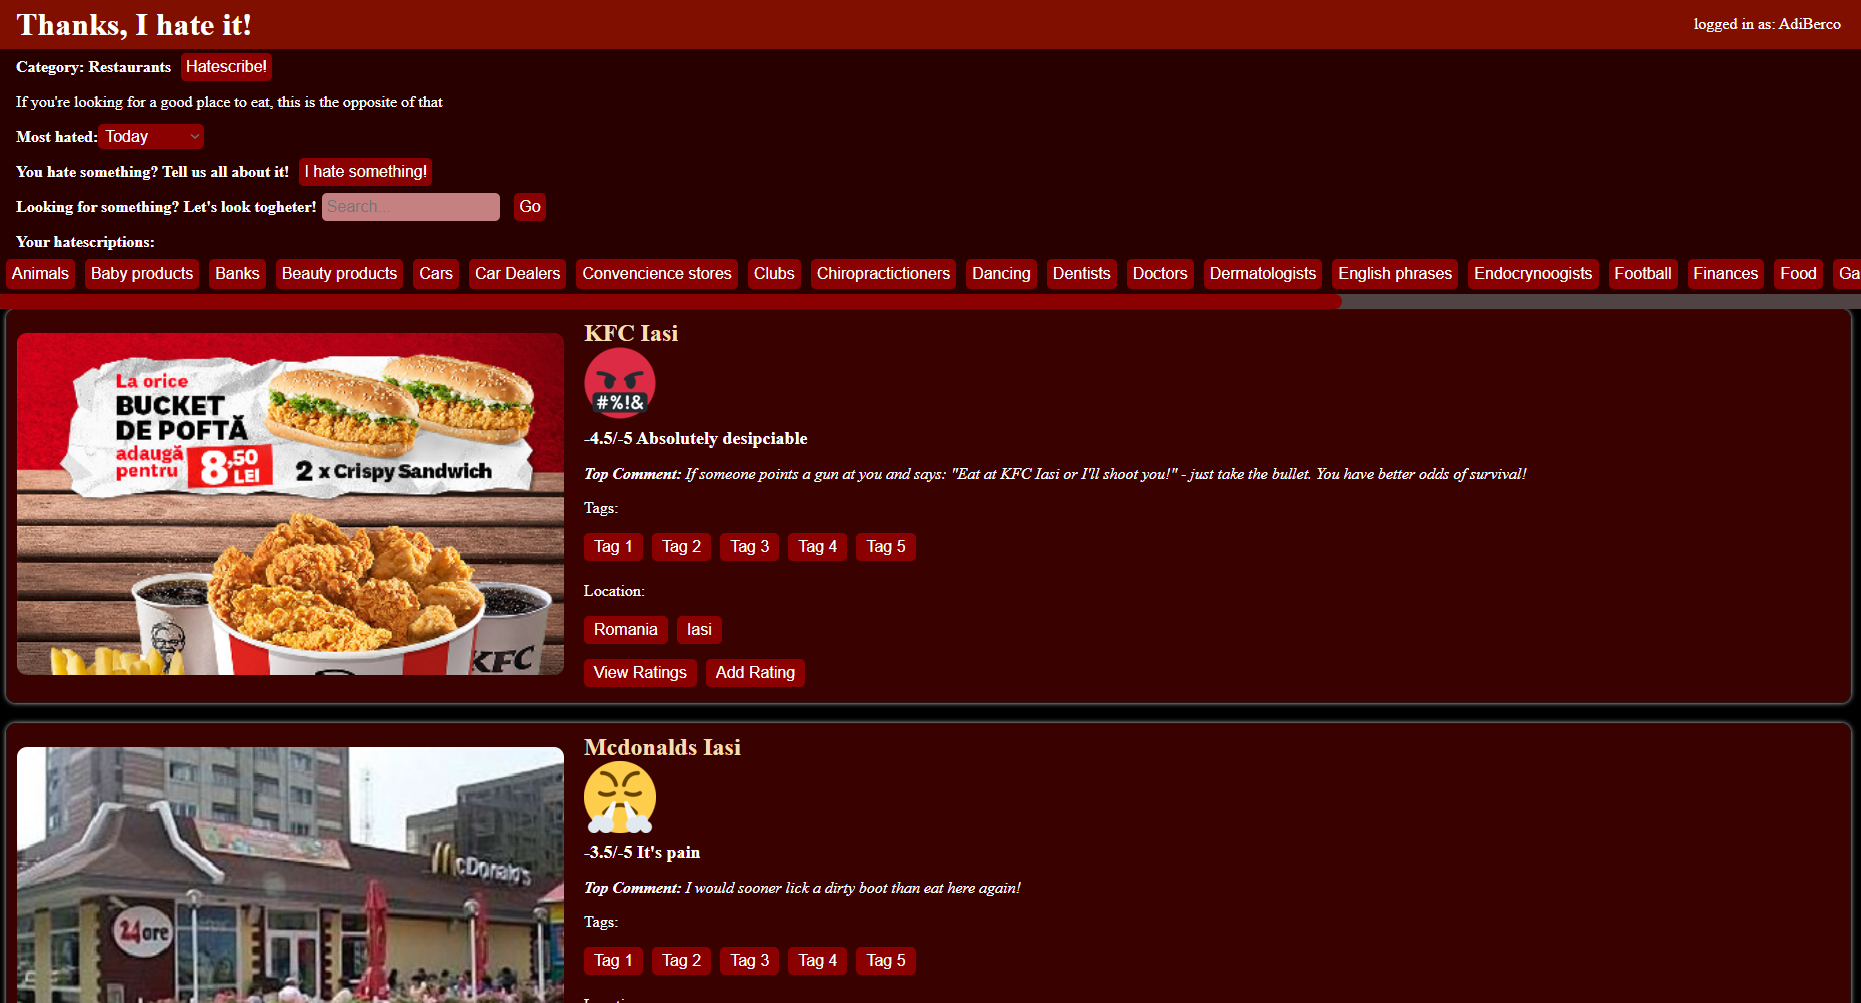 Thanks, I hate it!
logged in as: AdiBerco
Category: Restaurants Hatescribe!
If you're looking for a good place to eat, this is the opposite of that
Most hated: Today
You hate something? Tell us all about it! I hate something!
Looking for something? Let's look togheter! Search... Go
Your hatescriptions:
Animals Baby products Banks Beauty products Cars Car Dealers Convencience stores Clubs Chiropractictioners Dancing Dentists Doctors Dermatologists English phrases Endocrynoogists Football Finances Food Ga
La orice
BUCKET
DE POFTĂ
adaugă
pentru
8,50
LEI
2 x Crispy Sandwich
KFC
KFC Iasi
#%!&
-4.5/-5 Absolutely desipciable
Top Comment: If someone points a gun at you and says: "Eat at KFC Iasi or I'll shoot you!" - just take the bullet. You have better odds of survival!
Tags:
Tag 1 Tag 2 Tag 3 Tag 4 Tag 5
Location:
Romania Iasi
View Ratings Add Rating
McDonald's
24 ore
Mcdonalds Iasi
-3.5/-5 It's pain
Top Comment: I would sooner lick a dirty boot than eat here again!
Tags:
Tag 1 Tag 2 Tag 3 Tag 4 Tag 5